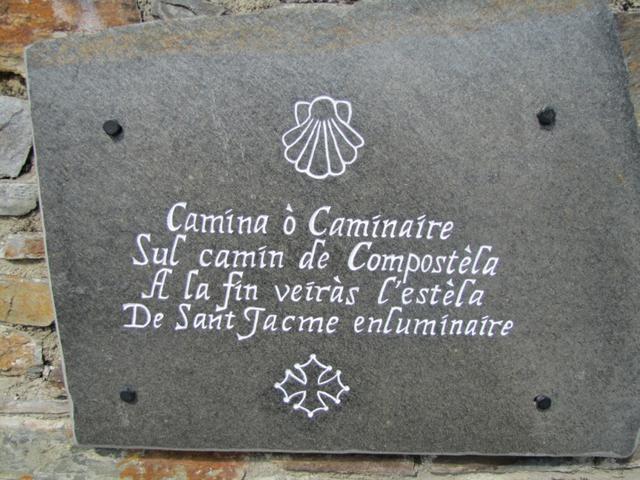 Camina ò Caminaire
Sul camin de Compostèla
A la fin veiràs l'estèla
De Sant Jacme enluminaire